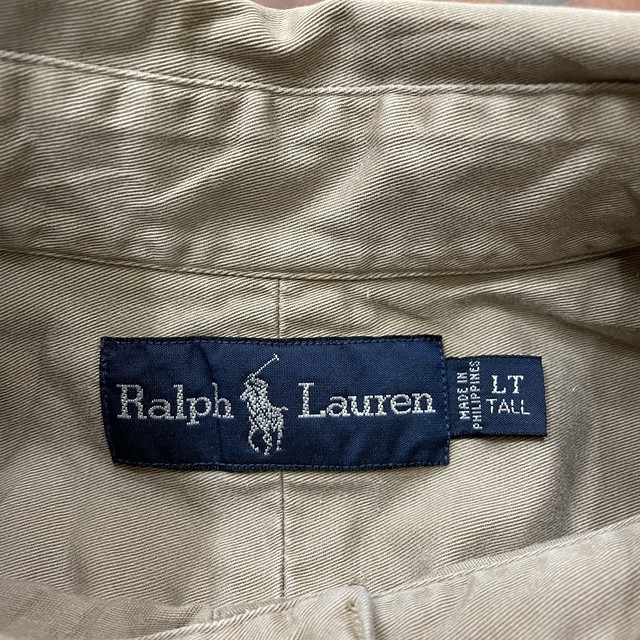 Ralph Lauren
MADE IN
PHILIPPINES
LT
TALL